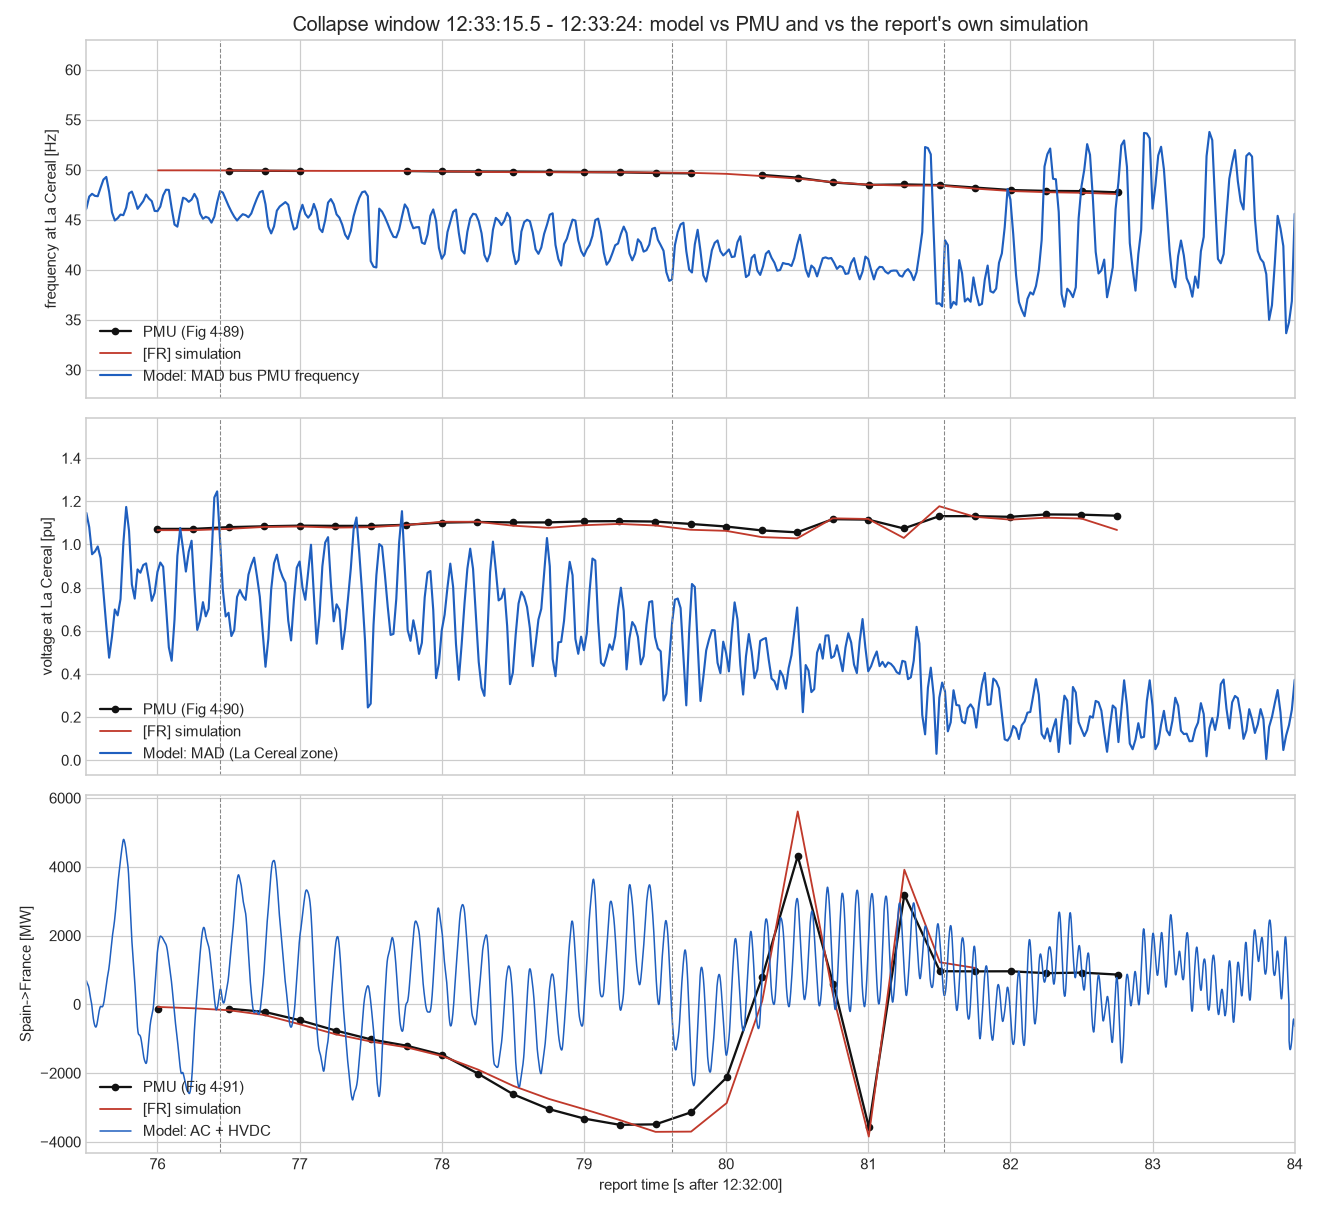 Collapse window 12:33:15.5 - 12:33:24: model vs PMU and vs the report's own simulation
frequency at La Cereal [Hz]
60
55
50
45
40
35
30
PMU (Fig 4-89)
[FR] simulation
Model: MAD bus PMU frequency
voltage at La Cereal [pu]
1.4
1.2
1.0
0.8
0.6
0.4
0.2
0.0
PMU (Fig 4-90)
[FR] simulation
Model: MAD (La Cereal zone)
Spain->France [MW]
6000
4000
2000
0
−2000
−4000
PMU (Fig 4-91)
[FR] simulation
Model: AC + HVDC
76 77 78 79 80 81 82 83 84
report time [s after 12:32:00]